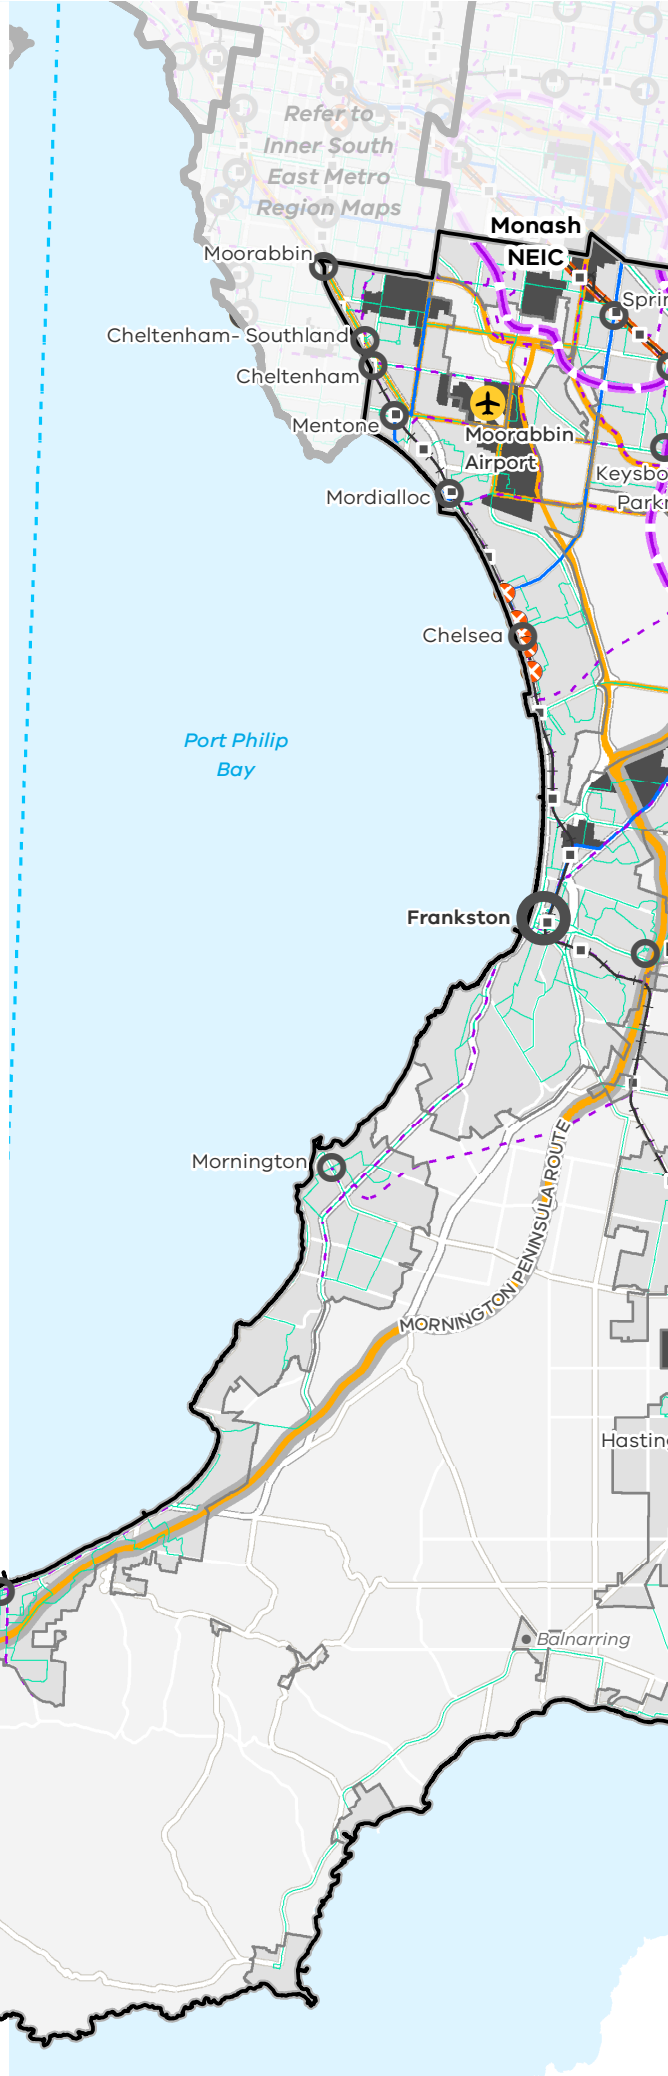 Refer to
Inner South
East Metro
Region Maps
Monash
NEIC
Moorabbin
Cheltenham- Southland
Cheltenham
Mentone
Moorabbin
Airport
Mordialloc
Chelsea
Port Philip
Bay
Frankston
Mornington
MORNINGTON PENINSULA ROUTE
Balnarring